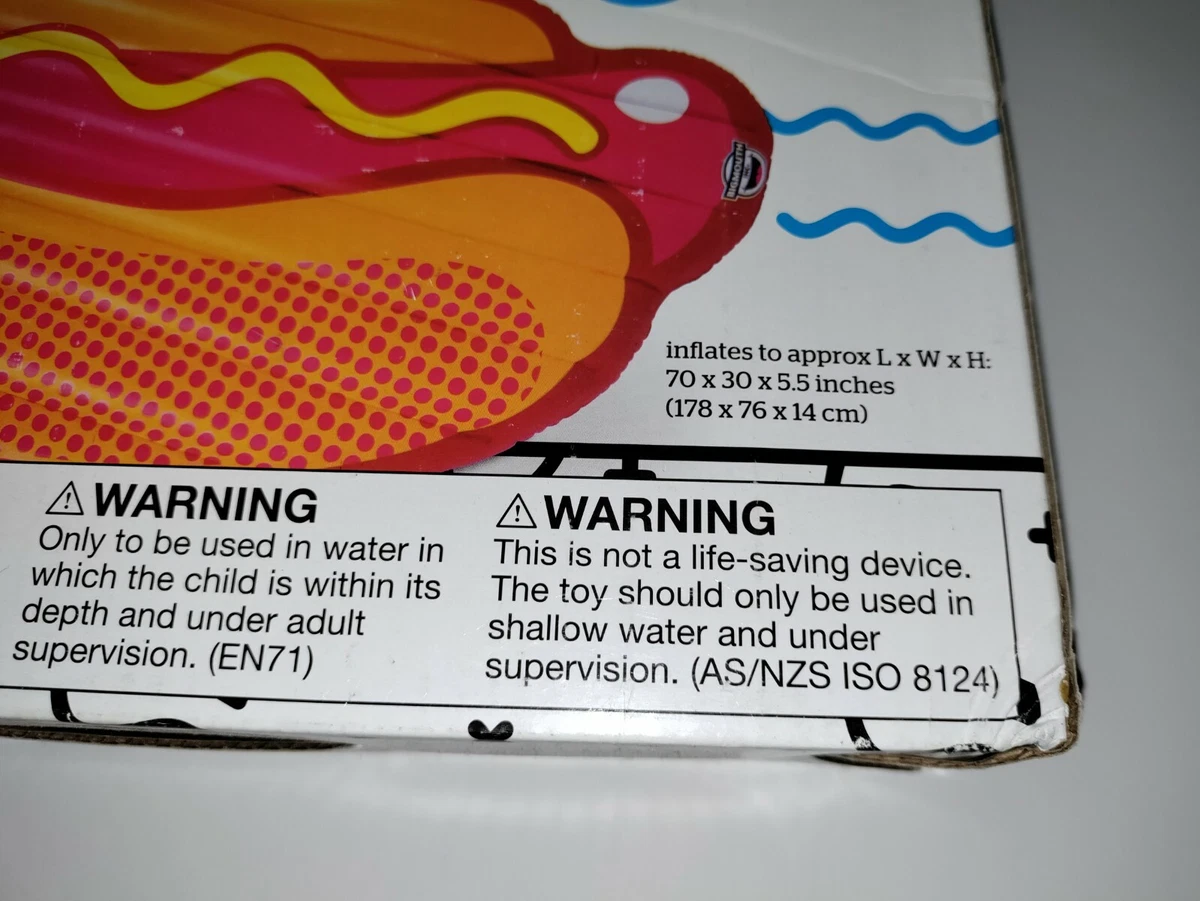 BIGMOUTH
inflates to approx L x W x H:
70 x 30 x 5.5 inches
(178 x 76 x 14 cm)
WARNING
Only to be used in water in
which the child is within its
depth and under adult
supervision. (EN71)
WARNING
This is not a life-saving device.
The toy should only be used in
shallow water and under
supervision. (AS/NZS ISO 8124)